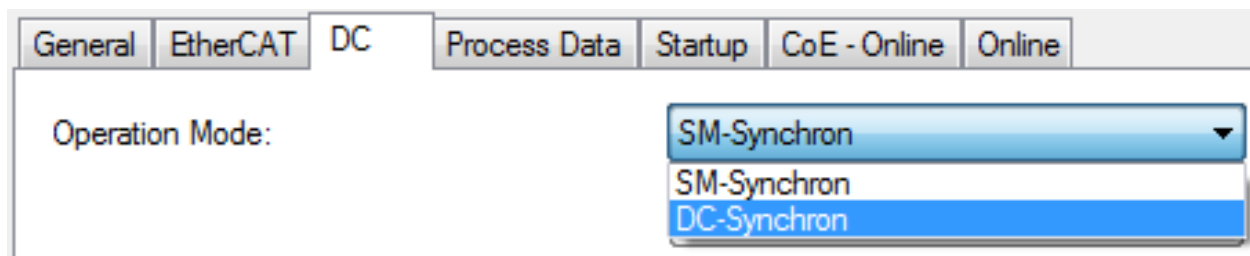 General EtherCAT DC Process Data Startup CoE - Online Online
Operation Mode: SM-Synchron
SM-Synchron
DC-Synchron